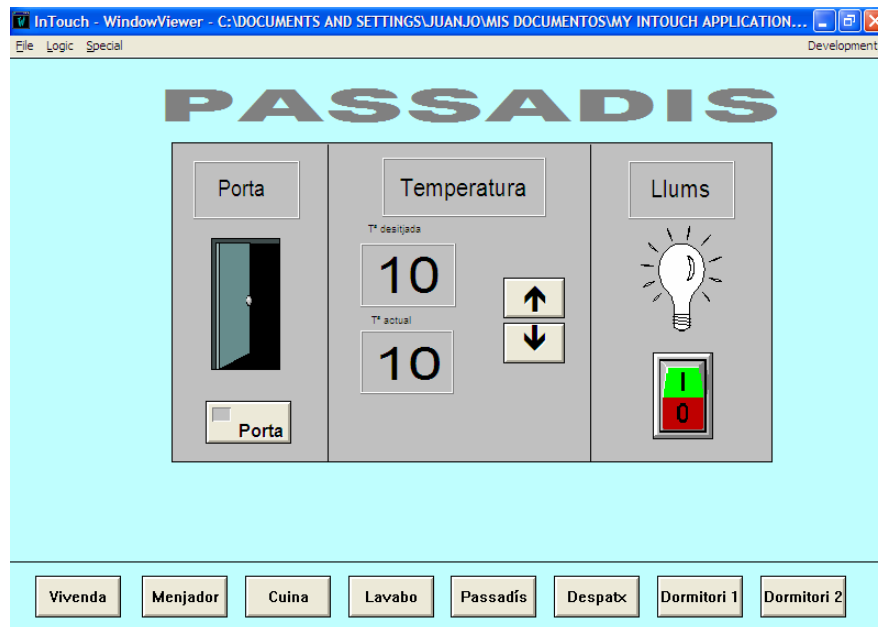 InTouch - WindowViewer - C:\DOCUMENTS AND SETTINGS\JUANJO\MIS DOCUMENTOS\MY INTOUCH APPLICATION...
File Logic Special Development
PASSADIS
Porta Temperatura Llums
Tª desitjada
10
Tª actual
10
I
0
Porta
Vivenda Menjador Cuina Lavabo Passadís Despatx Dormitori 1 Dormitori 2